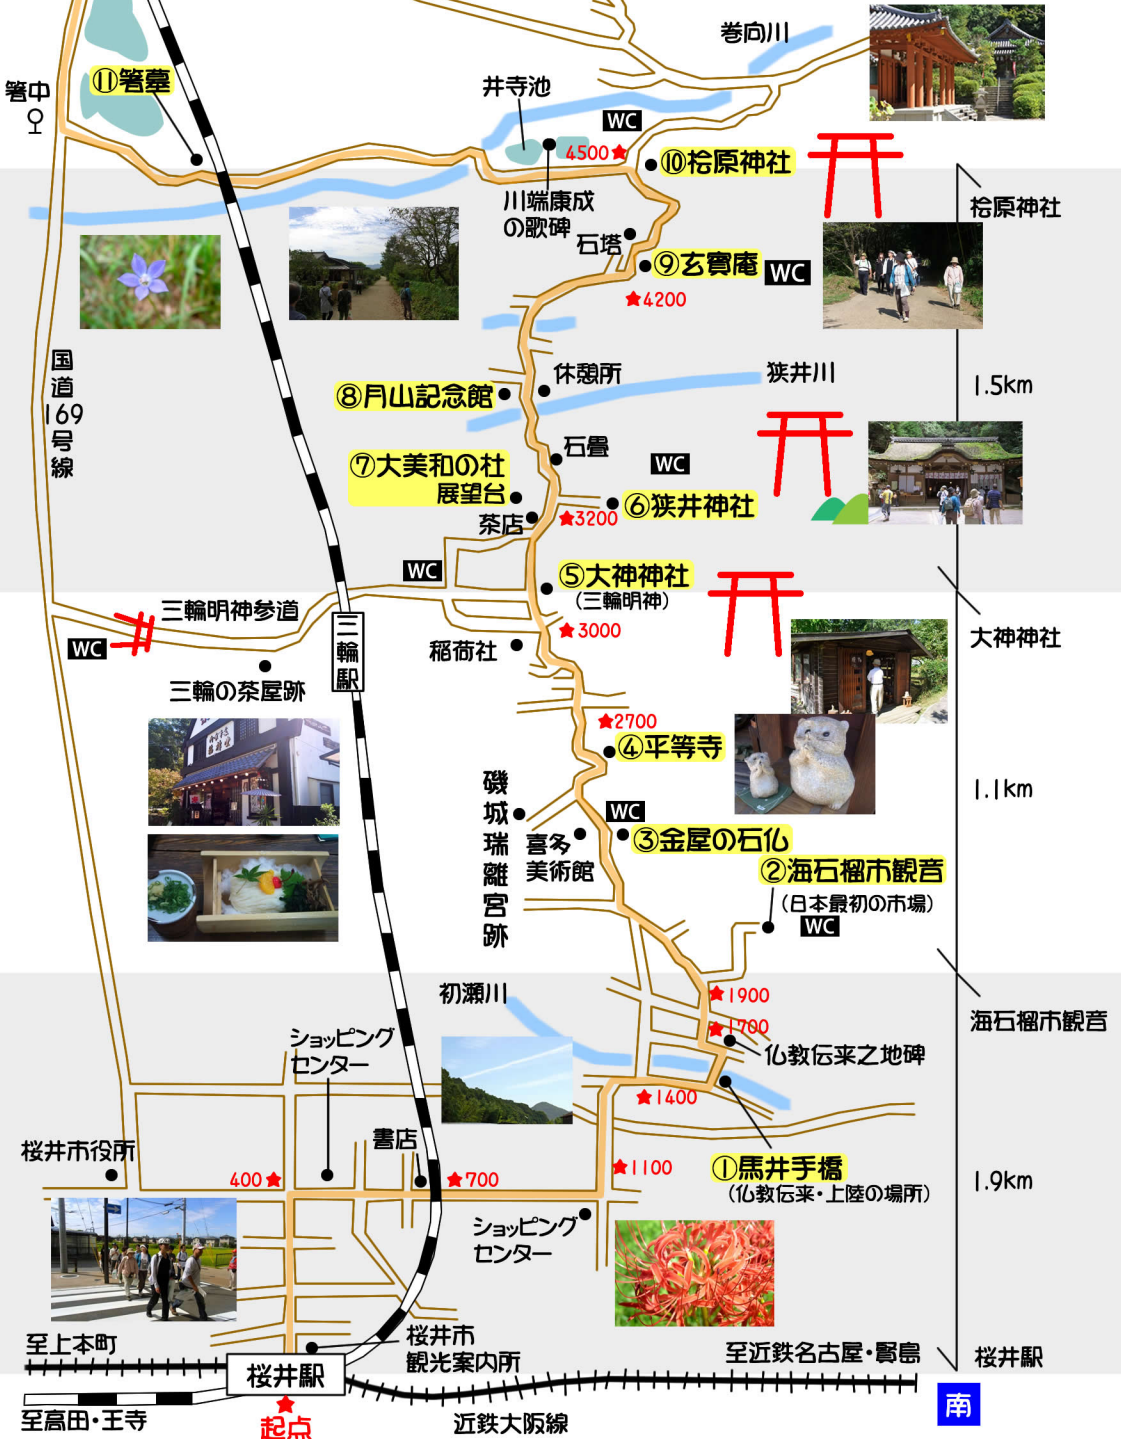 巻向川
箸中
⑪箸墓
井寺池
WC
4500
⑩桧原神社
川端康成
の歌碑
桧原神社
石塔
⑨玄賓庵
WC
4200
国道169号線
休憩所
狭井川
1.5km
⑧月山記念館
石畳
WC
⑦大美和の杜
展望台
⑥狭井神社
茶店
3200
WC
⑤大神神社
(三輪明神)
三輪明神参道
三輪駅
3000
大神神社
WC
稲荷社
三輪の茶屋跡
2700
④平等寺
磯城瑞離宮跡
1.1km
WC
喜多
美術館
③金屋の石仏
②海石榴市観音
(日本最初の市場)
WC
初瀬川
1900
海石榴市観音
1700
ショッピング
センター
仏教伝来之地碑
1400
書店
桜井市役所
400
700
1100
①馬井手橋
(仏教伝来・上陸の場所)
1.9km
ショッピング
センター
至上本町
桜井市
観光案内所
至近鉄名古屋・賢島
桜井駅
桜井駅
南
至高田・王寺
起点
近鉄大阪線